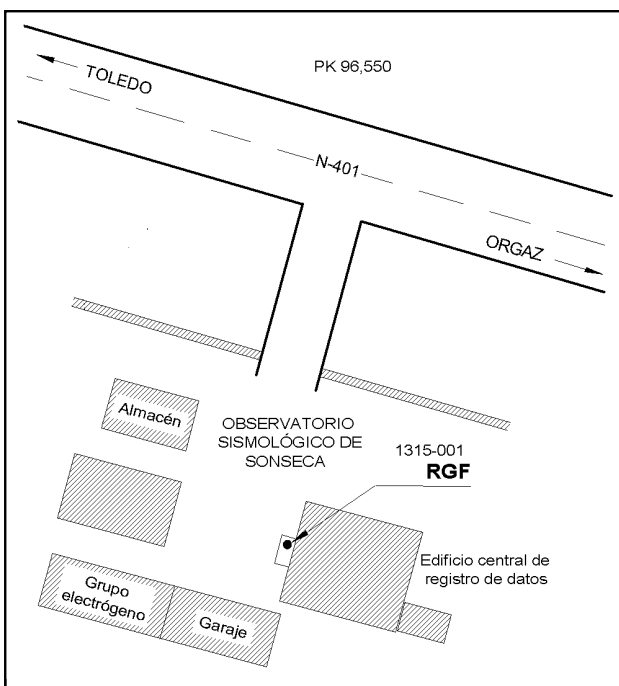 PK 96,550
TOLEDO
N-401
ORGAZ
Almacén
OBSERVATORIO
SISMOLÓGICO DE
SONSECA
1315-001
RGF
Edificio central de
registro de datos
Grupo
electrógeno
Garaje